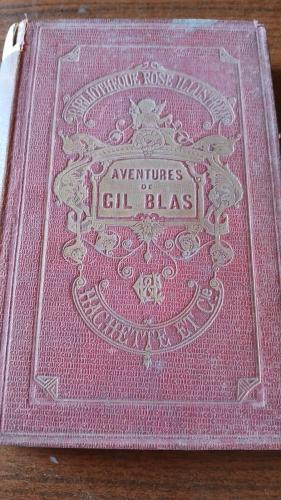 BIBLIOTHÈQUE ROSE ILLUSTRÉE
AVENTURES
DE
GIL BLAS
HACHETTE ET Cie